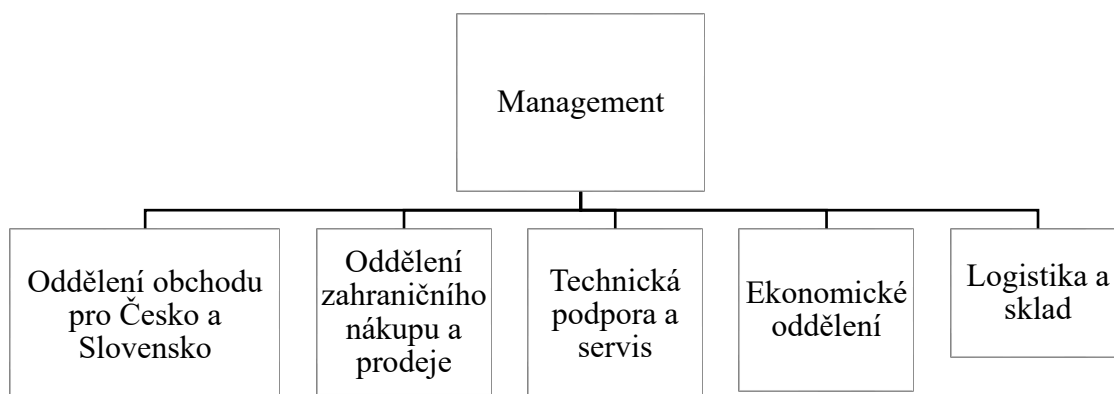 Management
Oddělení obchodu
pro Česko a
Slovensko
Oddělení
zahraničního
nákupu a
prodeje
Technická
podpora a
servis
Ekonomické
oddělení
Logistika a
sklad